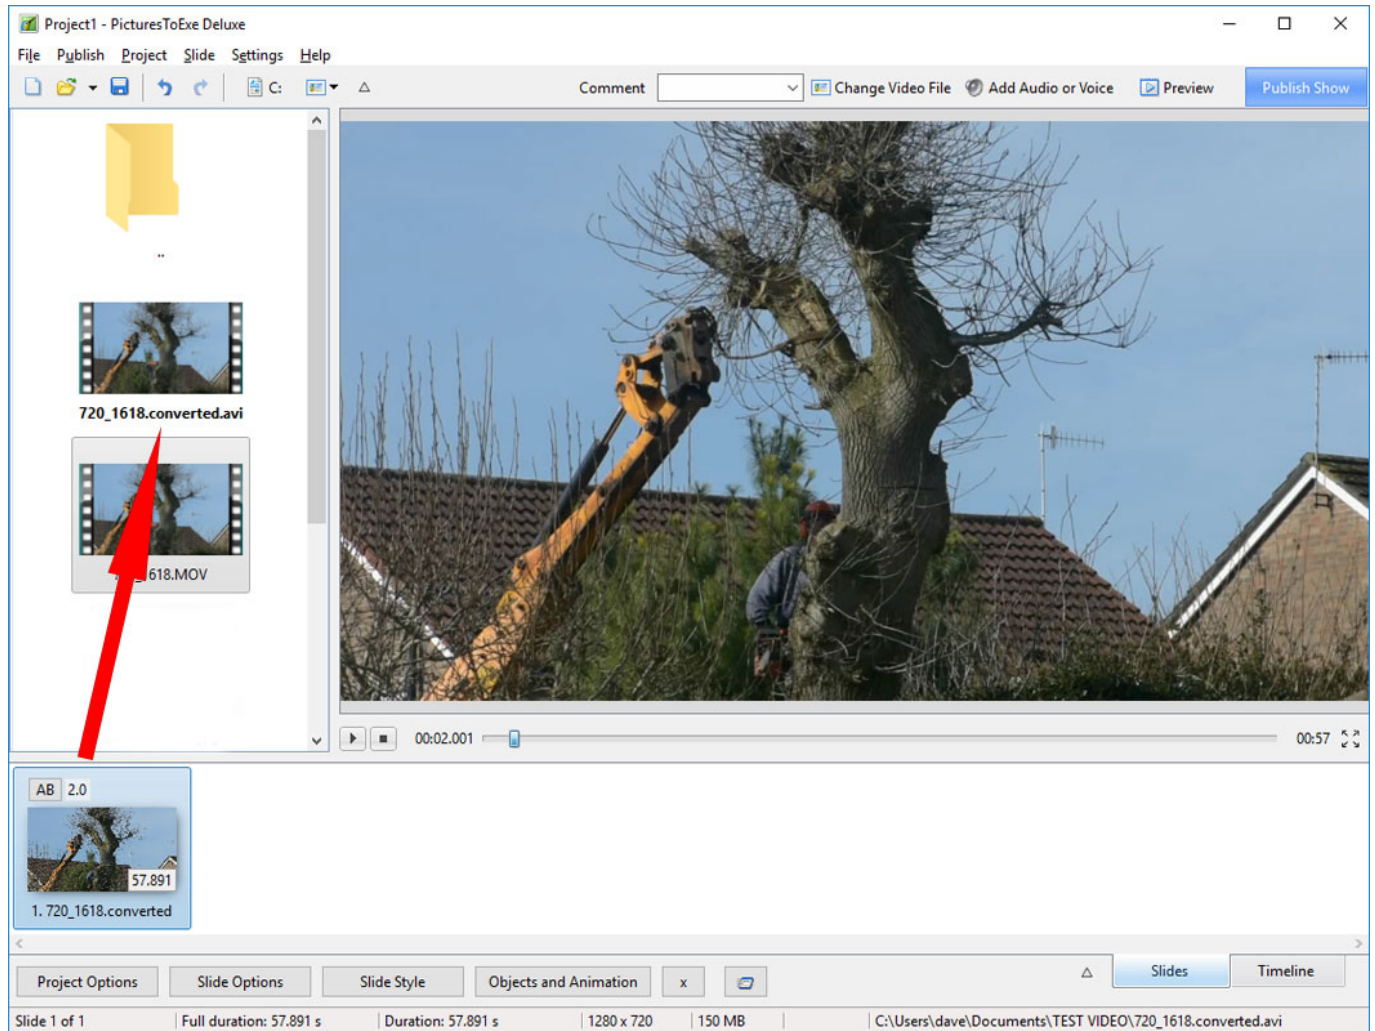 Project1 - PicturesToExe Deluxe
File Publish Project Slide Settings Help
C: Comment Change Video File Add Audio or Voice Preview Publish Show
..
720_1618.converted.avi
618.MOV
00:02.001 00:57
AB 2.0
57.891
1. 720_1618.converted
Project Options Slide Options Slide Style Objects and Animation x Slides Timeline
Slide 1 of 1 Full duration: 57.891 s Duration: 57.891 s 1280 x 720 150 MB C:\Users\dave\Documents\TEST VIDEO\720_1618.converted.avi